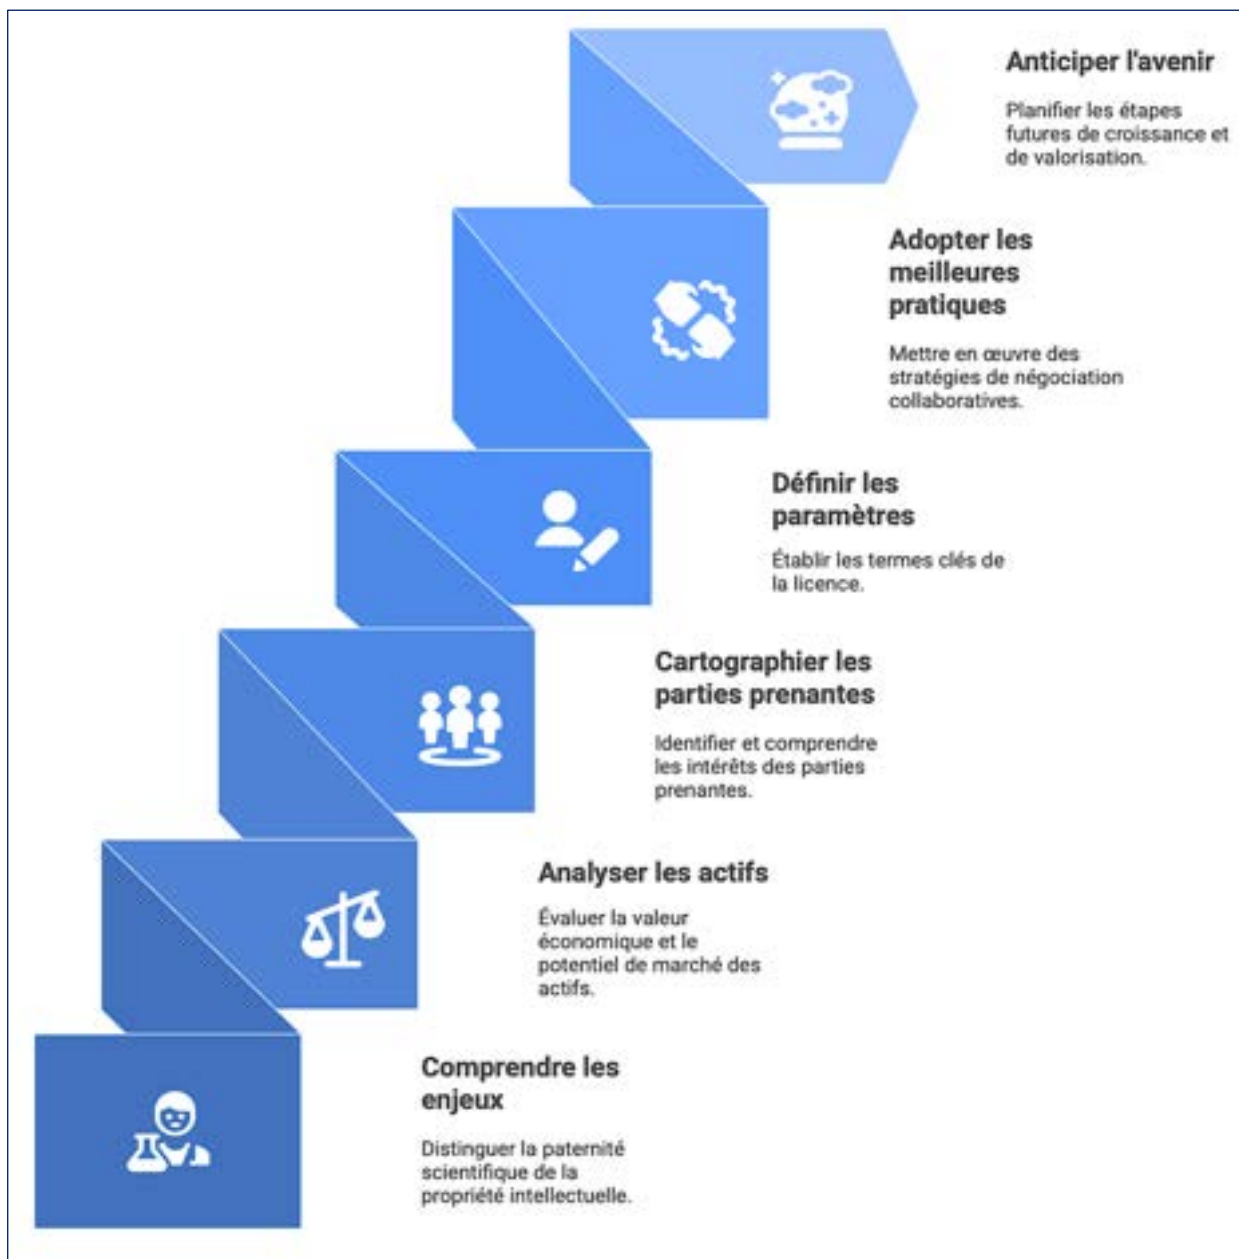 Anticiper l'avenir
Planifier les étapes
futures de croissance et
de valorisation.
Adopter les
meilleures
pratiques
Mettre en œuvre des
stratégies de négociation
collaboratives.
Définir les
paramètres
Établir les termes clés de
la licence.
Cartographier les
parties prenantes
Identifier et comprendre
les intérêts des parties
prenantes.
Analyser les actifs
Évaluer la valeur
économique et le
potentiel de marché des
actifs.
Comprendre les
enjeux
Distinguer la paternité
scientifique de la
propriété intellectuelle.